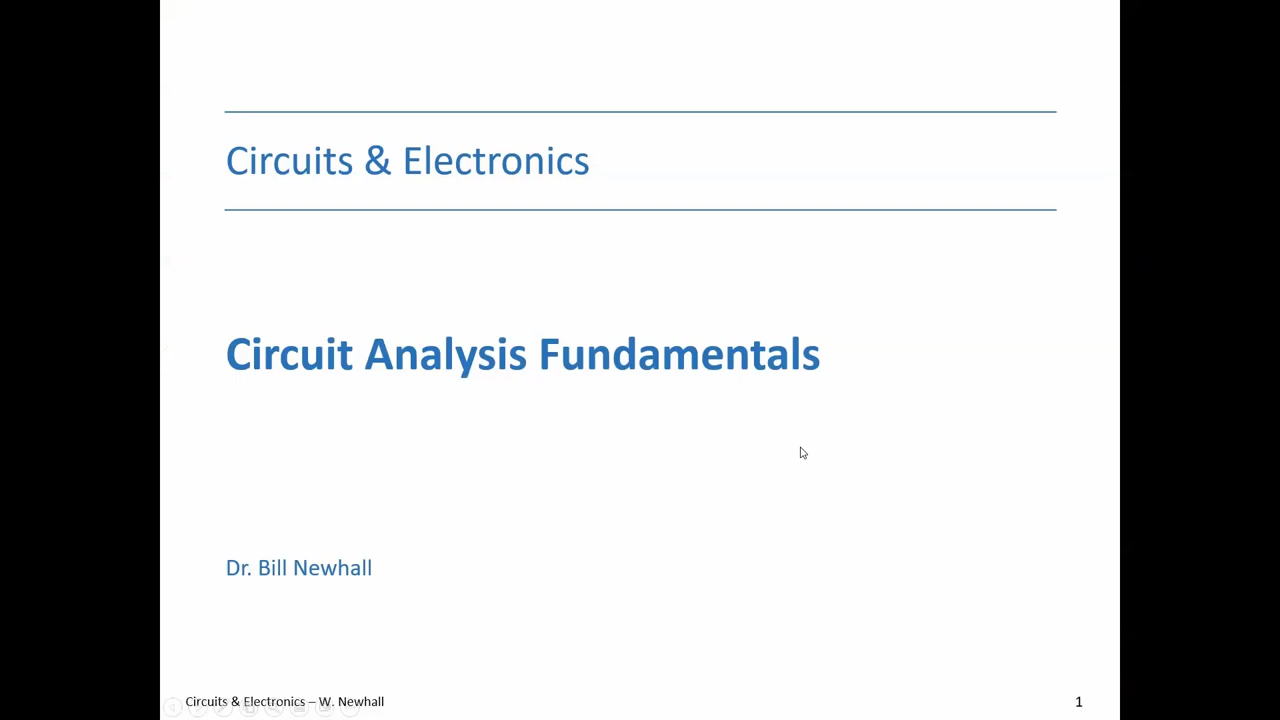 Circuits & Electronics
Circuit Analysis Fundamentals
Dr. Bill Newhall
Circuits & Electronics – W. Newhall
1